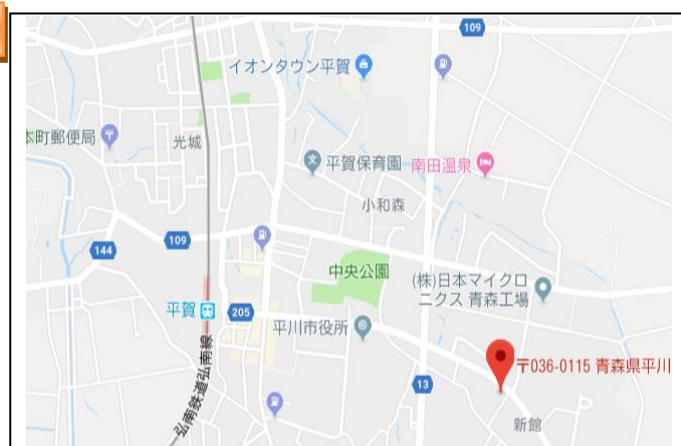 109
イオンタウン平賀
本町郵便局
光城
平賀保育園
南田温泉
小和森
144
109
中央公園
(株)日本マイクロ
ニクス 青森工場
平賀
205
平川市役所
〒036-0115 青森県平川
13
弘南鉄道弘南線
新館